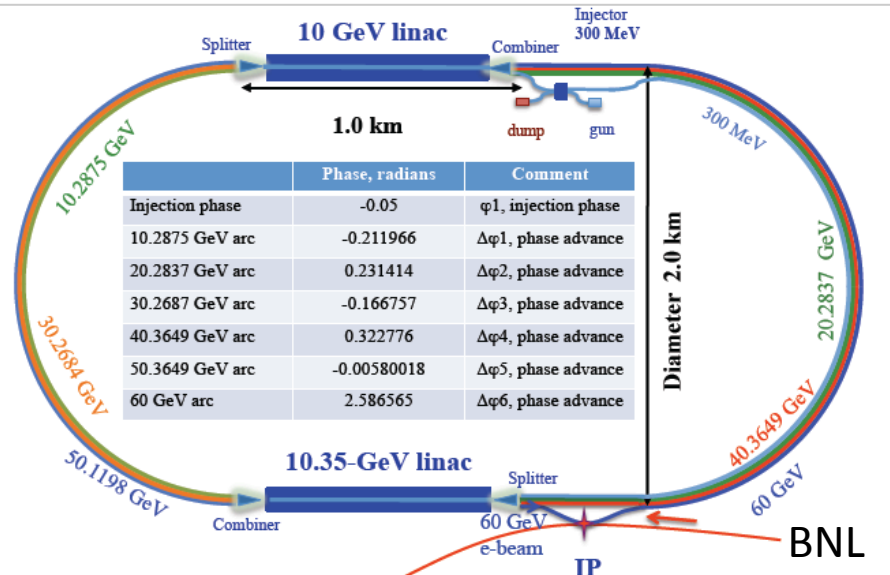 Injector
300 MeV
10 GeV linac
Splitter
Combiner
1.0 km
dump
gun
300 MeV
10.2875 GeV
Phase, radians Comment
Injection phase -0.05 φ1, injection phase
10.2875 GeV arc -0.211966 Δφ1, phase advance
20.2837 GeV arc 0.231414 Δφ2, phase advance
30.2687 GeV arc -0.166757 Δφ3, phase advance
40.3649 GeV arc 0.322776 Δφ4, phase advance
50.3649 GeV arc -0.00580018 Δφ5, phase advance
60 GeV arc 2.586565 Δφ6, phase advance
Diameter 2.0 km
20.2837 GeV
30.2684 GeV
40.3649 GeV
50.1198 GeV
60 GeV
10.35-GeV linac
Splitter
Combiner
60 GeV
e-beam
IP
BNL